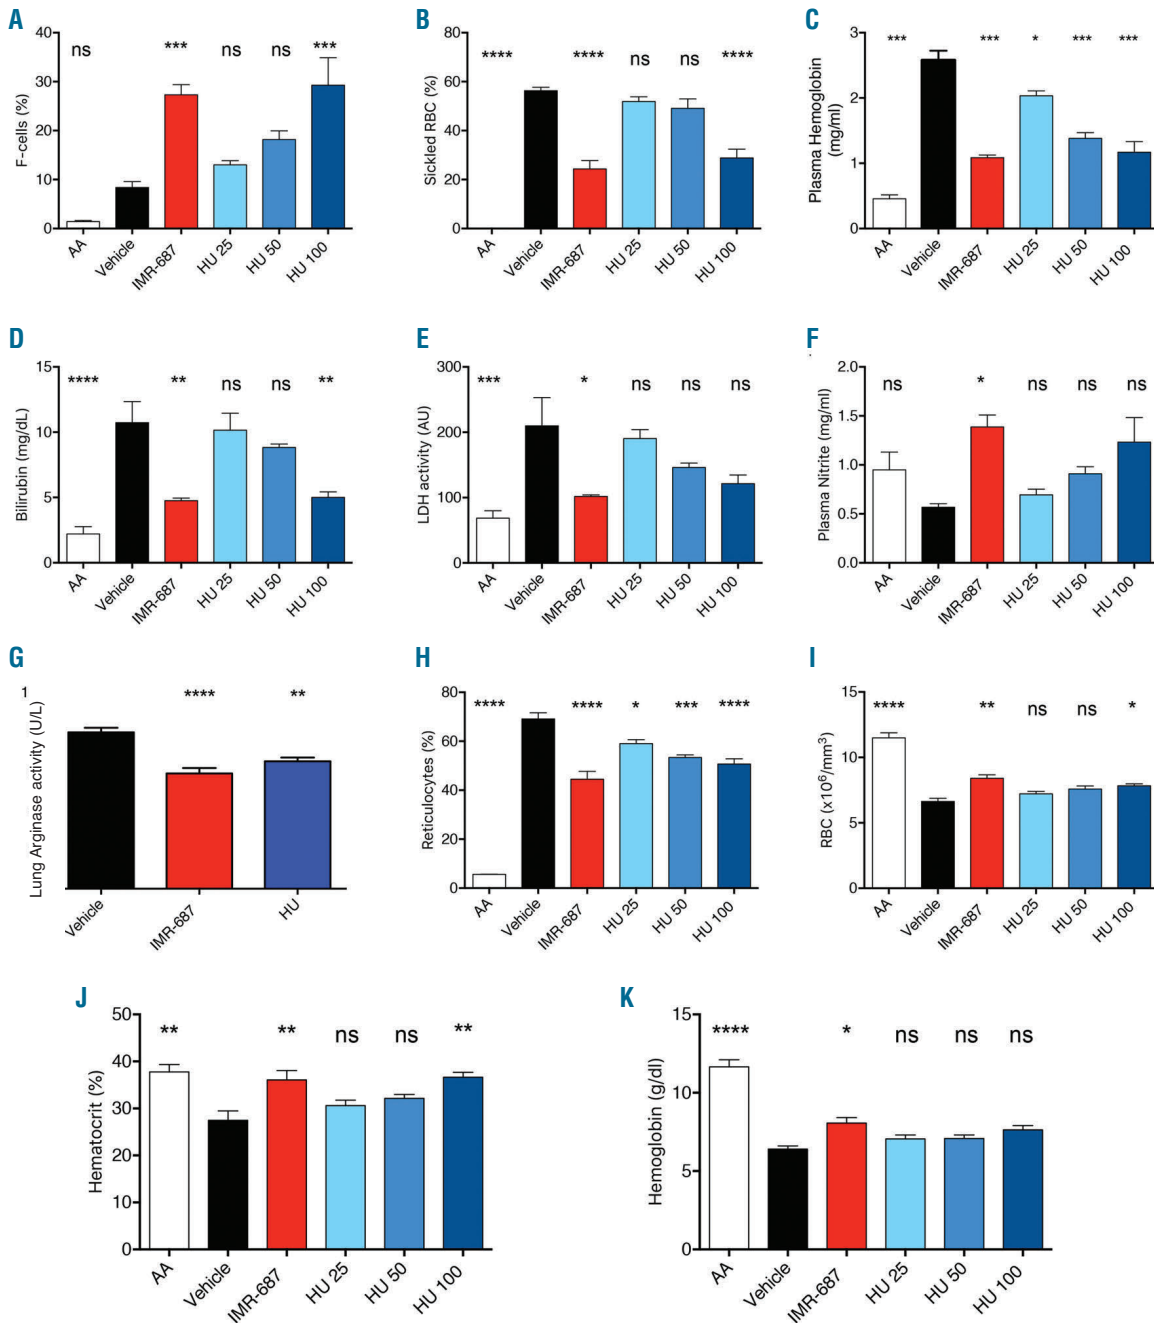 A
F-cells (%)
40
30
20
10
0
ns
***
ns
ns
***
AA
Vehicle
IMR-687
HU 25
HU 50
HU 100
B
Sickled RBC (%)
80
60
40
20
0
****
****
ns
ns
****
AA
Vehicle
IMR-687
HU 25
HU 50
HU 100
C
Plasma Hemoglobin
(mg/ml)
3
2
1
0
***
***
*
***
***
AA
Vehicle
IMR-687
HU 25
HU 50
HU 100
D
Bilirubin (mg/dL)
15
10
5
0
****
**
ns
ns
**
AA
Vehicle
IMR-687
HU 25
HU 50
HU 100
E
LDH activity (AU)
300
200
100
0
***
*
ns
ns
ns
AA
Vehicle
IMR-687
HU 25
HU 50
HU 100
F
Plasma Nitrite (mg/ml)
2.0
1.5
1.0
0.5
0.0
ns
*
ns
ns
ns
AA
Vehicle
IMR-687
HU 25
HU 50
HU 100
G
Lung Arginase activity (U/L)
1
****
**
Vehicle
IMR-687
HU
H
Reticulocytes (%)
80
60
40
20
0
****
****
*
***
****
AA
Vehicle
IMR-687
HU 25
HU 50
HU 100
I
RBC (x10⁶/mm³)
15
10
5
0
****
**
ns
ns
*
AA
Vehicle
IMR-687
HU 25
HU 50
HU 100
J
Hematocrit (%)
50
40
30
20
10
0
**
**
ns
ns
**
AA
Vehicle
IMR-687
HU 25
HU 50
HU 100
K
Hemoglobin (g/dl)
15
10
5
0
****
*
ns
ns
ns
AA
Vehicle
IMR-687
HU 25
HU 50
HU 100